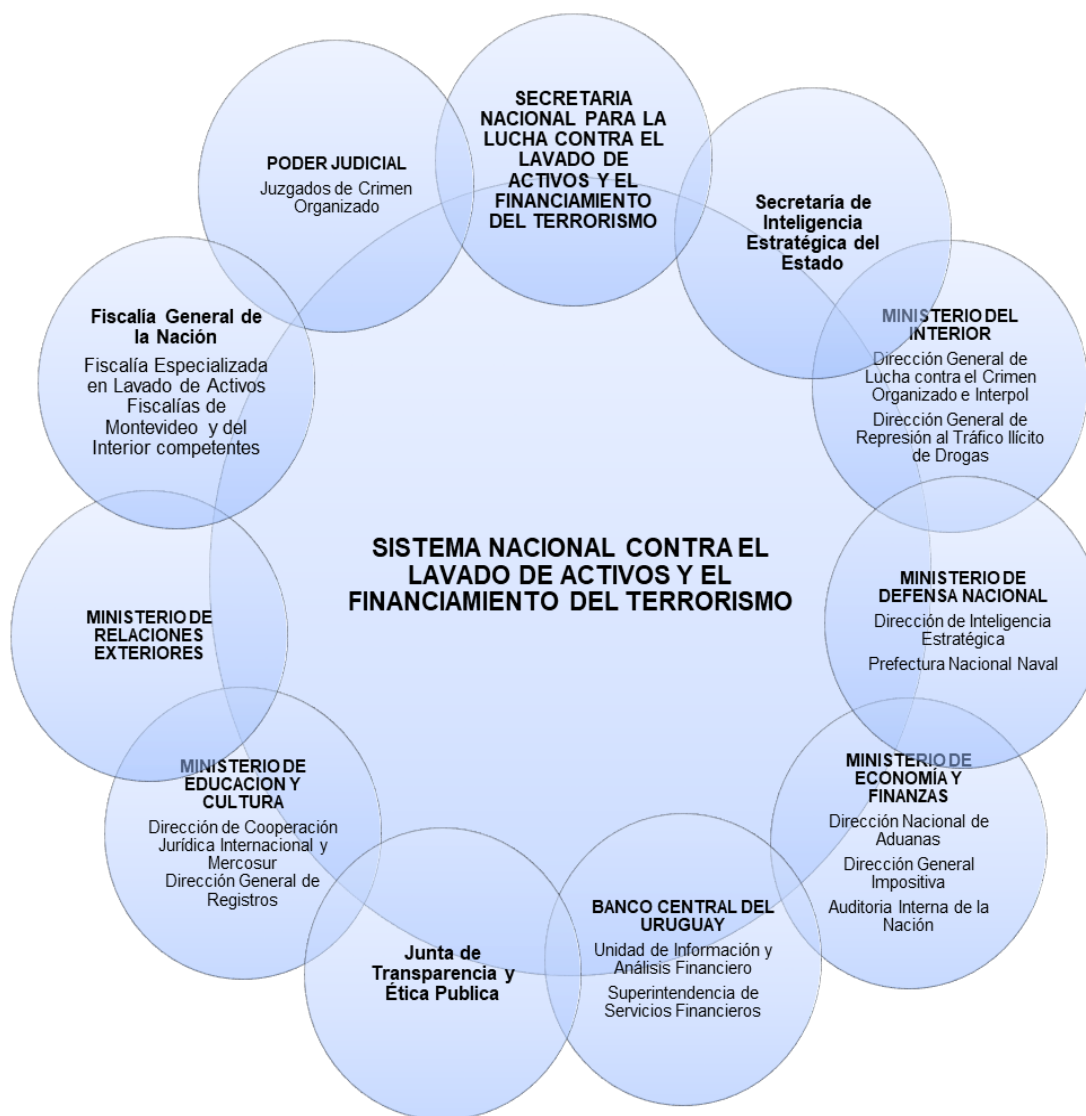 SECRETARIA
NACIONAL PARA LA
LUCHA CONTRA EL
LAVADO DE
ACTIVOS Y EL
FINANCIAMIENTO
DEL TERRORISMO
Secretaría de
Inteligencia
Estratégica del
Estado
MINISTERIO DEL
INTERIOR
Dirección General de
Lucha contra el Crimen
Organizado e Interpol
Dirección General de
Represión al Tráfico Ilícito
de Drogas
MINISTERIO DE
DEFENSA NACIONAL
Dirección de Inteligencia
Estratégica
Prefectura Nacional Naval
MINISTERIO DE
ECONOMÍA Y
FINANZAS
Dirección Nacional de
Aduanas
Dirección General
Impositiva
Auditoria Interna de la
Nación
BANCO CENTRAL DEL
URUGUAY
Unidad de Información y
Análisis Financiero
Superintendencia de
Servicios Financieros
Junta de
Transparencia y
Ética Publica
MINISTERIO DE
EDUCACION Y
CULTURA
Dirección de Cooperación
Jurídica Internacional y
Mercosur
Dirección General de
Registros
MINISTERIO DE
RELACIONES
EXTERIORES
Fiscalía General de
la Nación
Fiscalía Especializada
en Lavado de Activos
Fiscalías de
Montevideo y del
Interior competentes
PODER JUDICIAL
Juzgados de Crimen
Organizado
SISTEMA NACIONAL CONTRA EL
LAVADO DE ACTIVOS Y EL
FINANCIAMIENTO DEL TERRORISMO